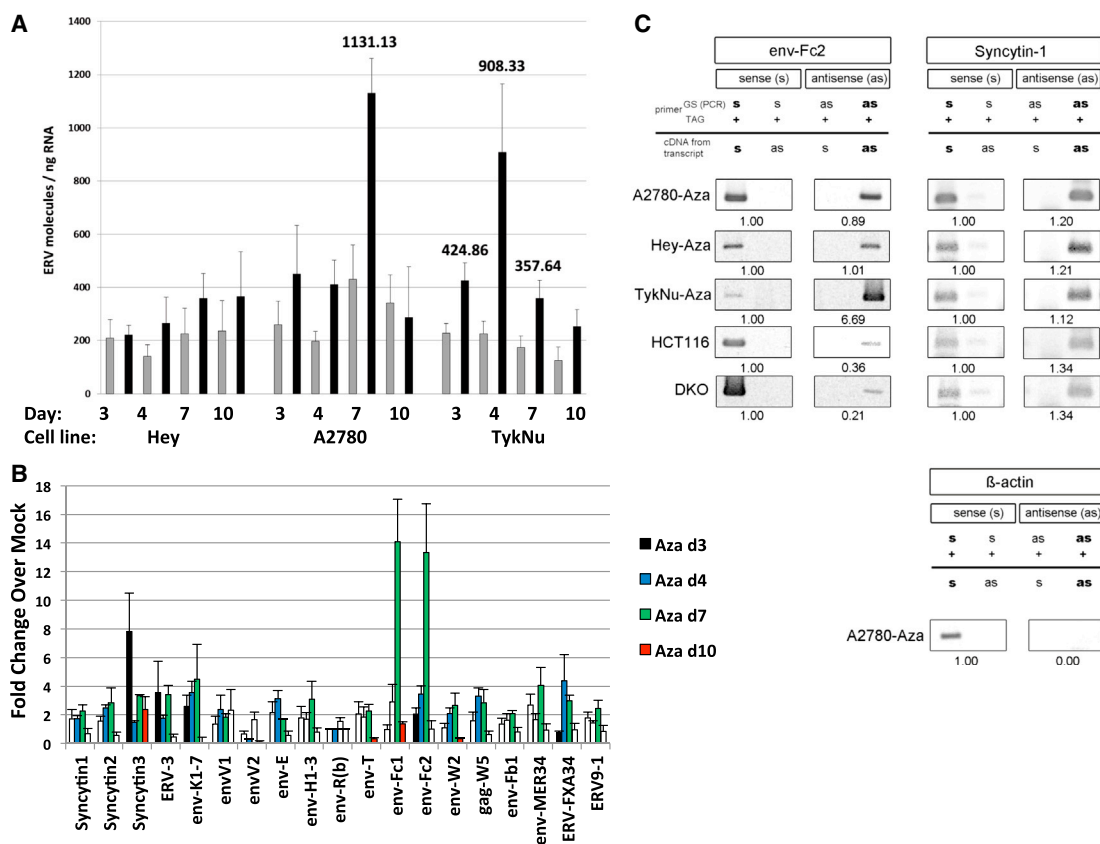 A
1400
1200
1000
800
600
400
200
0
ERV molecules / ng RNA
1131.13
908.33
424.86
357.64
Day: 3 4 7 10 3 4 7 10 3 4 7 10
Cell line: Hey A2780 TykNu
B
18
16
14
12
10
8
6
4
2
0
Fold Change Over Mock
Syncytin1
Syncytin2
Syncytin3
ERV-3
env-K1-7
envV1
envV2
env-E
env-H1-3
env-R(b)
env-T
env-Fc1
env-Fc2
env-W2
gag-W5
env-Fb1
env-MER34
ERV-FXA34
ERV9-1
Aza d3
Aza d4
Aza d7
Aza d10
C
env-Fc2 Syncytin-1
sense (s) antisense (as) sense (s) antisense (as)
primer GS (PCR) s s as as s s as as
TAG + + + + + + + +
cDNA from
transcript
s as s as s as s as
A2780-Aza
1.00 0.89 1.00 1.20
Hey-Aza
1.00 1.01 1.00 1.21
TykNu-Aza
1.00 6.69 1.00 1.12
HCT116
1.00 0.36 1.00 1.34
DKO
1.00 0.21 1.00 1.34
ß-actin
sense (s) antisense (as)
s s as as
+ + + +
s as s as
A2780-Aza
1.00 0.00